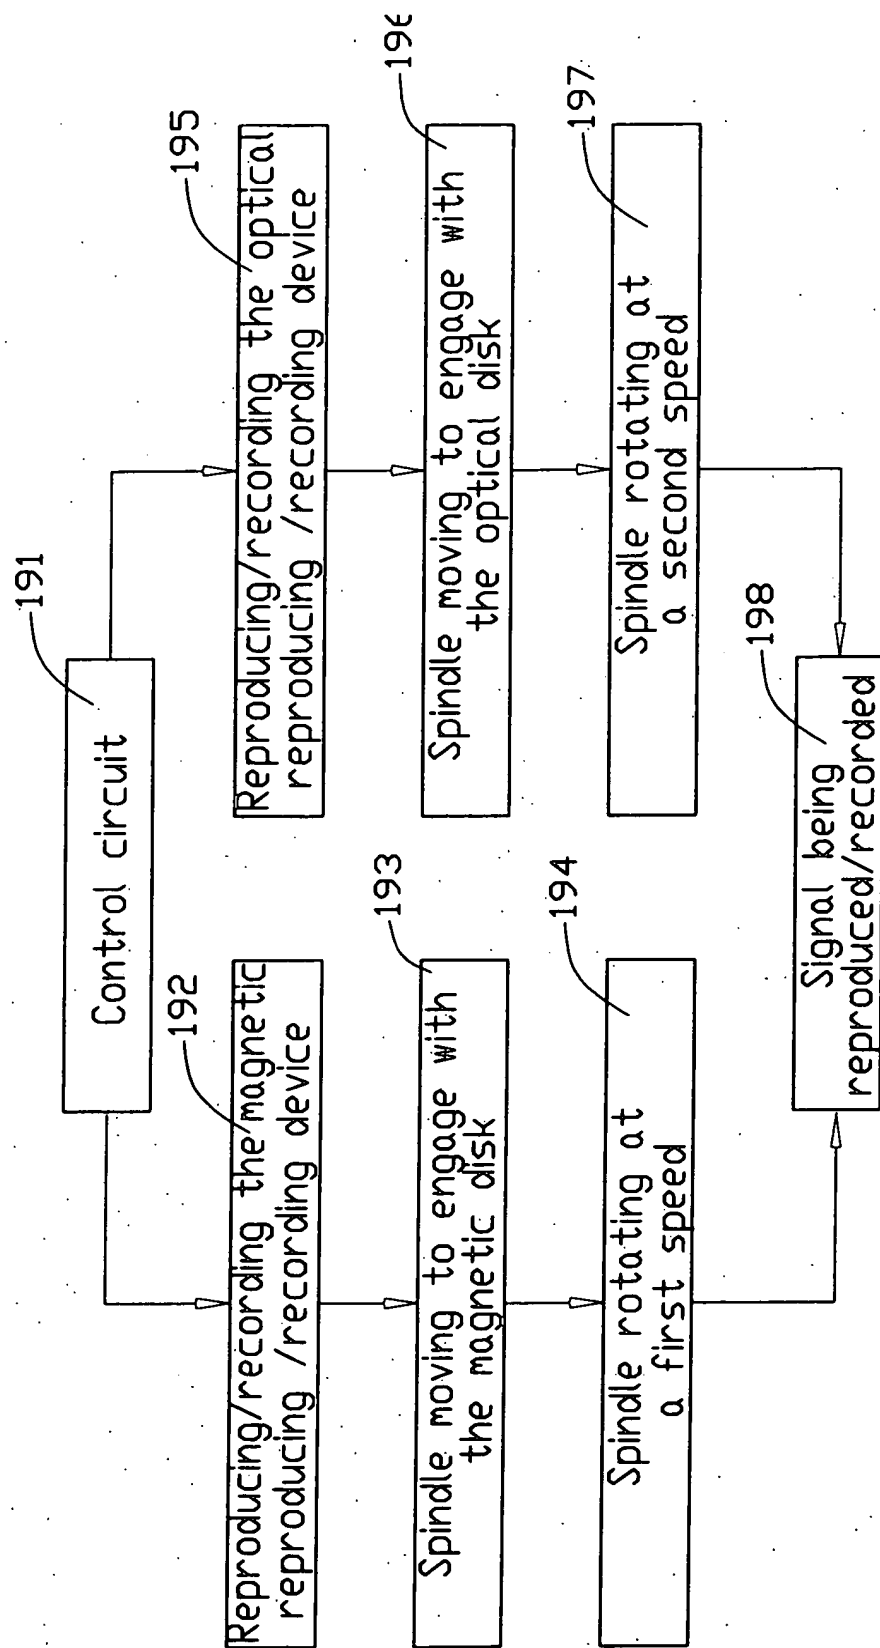 191
Control circuit
192
Reproducing/recording the magnetic
reproducing /recording device
193
Spindle moving to engage with
the magnetic disk
194
Spindle rotating at
a first speed
195
Reproducing/recording the optical
reproducing /recording device
196
Spindle moving to engage with
the optical disk
197
Spindle rotating at
a second speed
198
Signal being
reproduced/recorded